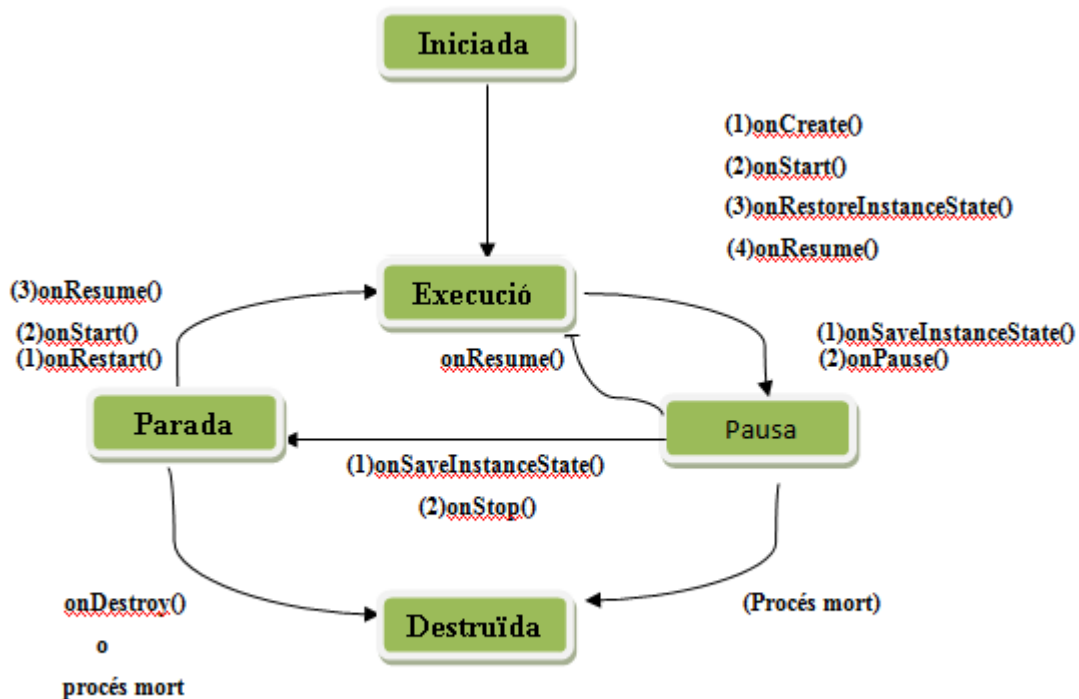 Iniciada
(1)onCreate()
(2)onStart()
(3)onRestoreInstanceState()
(4)onResume()
(3)onResume()
(2)onStart()
(1)onRestart()
Execució
onResume()
(1)onSaveInstanceState()
(2)onPause()
Parada
Pausa
(1)onSaveInstanceState()
(2)onStop()
onDestroy()
o
procés mort
Destruïda
(Procés mort)